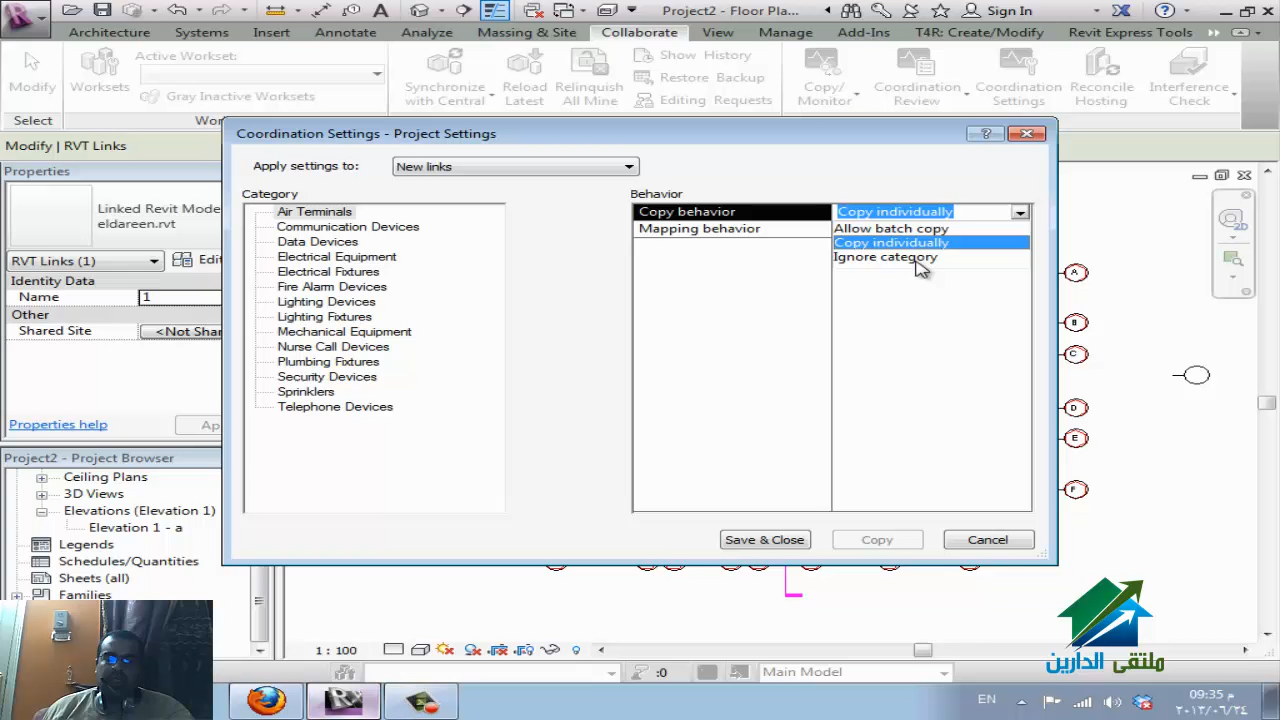 Project2 - Floor Pla...
Sign In
Architecture Systems Insert Annotate Analyze Massing & Site Collaborate View Manage Add-Ins T4R: Create/Modify Revit Express Tools
Modify
Worksets
Active Workset:
Gray Inactive Worksets
Synchronize with Central
Reload Latest
Relinquish All Mine
Show History
Restore Backup
Editing Requests
Copy/ Monitor
Coordination Review
Coordination Settings
Reconcile Hosting
Interference Check
Select
Wor
Modify | RVT Links
Properties
Linked Revit Mode
eldareen.rvt
RVT Links (1)
Edi
Identity Data
Name 1
Other
Shared Site <Not Shar
Properties help
Ap
Project2 - Project Browser
Ceiling Plans
3D Views
Elevations (Elevation 1)
Elevation 1 - a
Legends
Schedules/Quantities
Sheets (all)
Families
Coordination Settings - Project Settings
Apply settings to: New links
Category
Air Terminals
Communication Devices
Data Devices
Electrical Equipment
Electrical Fixtures
Fire Alarm Devices
Lighting Devices
Lighting Fixtures
Mechanical Equipment
Nurse Call Devices
Plumbing Fixtures
Security Devices
Sprinklers
Telephone Devices
Behavior
Copy behavior Copy individually
Mapping behavior
Allow batch copy
Copy individually
Ignore category
Save & Close Copy Cancel
A
B
C
D
E
F
2D
1 : 100
:0
Main Model
ملتقى الدارين
EN
09:35 م
٢٠١٣/٠٦/٢٤